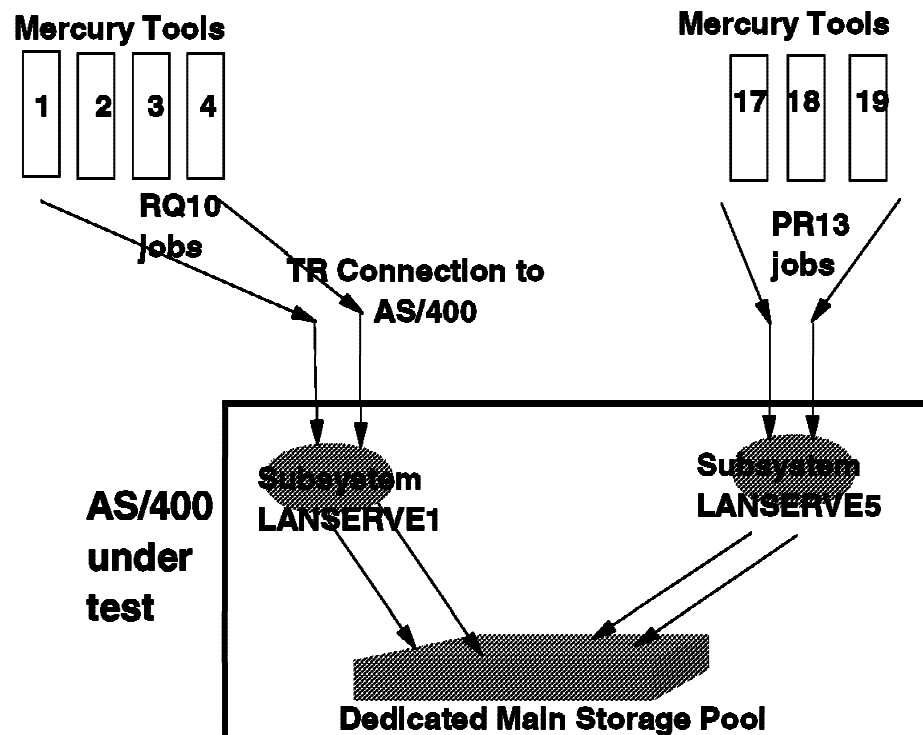 Mercury Tools
1 2 3 4
RQ10
jobs
Mercury Tools
17 18 19
PR13
jobs
TR Connection to
AS/400
AS/400
under
test
Subsystem
LANSERVE1
Subsystem
LANSERVE5
Dedicated Main Storage Pool